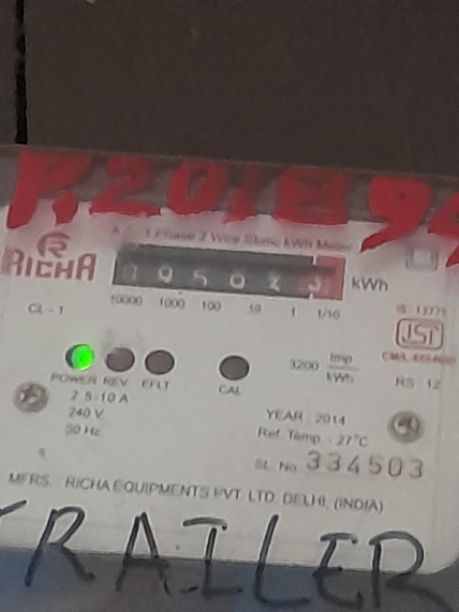 P.201894
A.C. 1 Phase 2 Wire Static kWh Meter
RICHA
kWh
10000 1000 100 10 1 1/10
CL - 1
IS : 13779
ISI
3200 Imp/kWh
RS : 12
POWER REV EFLT CAL
2.5-10 A
240 V
50 Hz
YEAR : 2014
Ref. Temp. - 27°C
SL. No. 334503
MFRS. RICHA EQUIPMENTS PVT. LTD. DELHI, (INDIA)
TRAILER